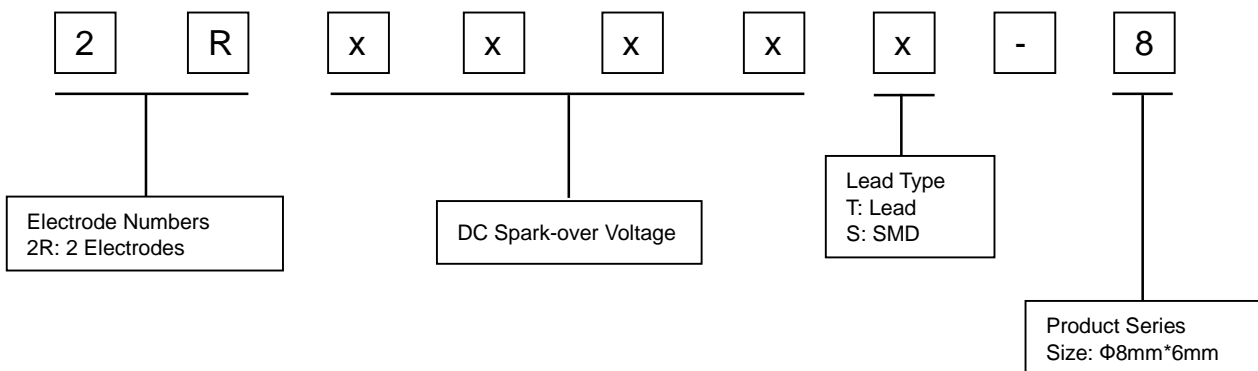 2 R x x x x x - 8
Electrode Numbers
2R: 2 Electrodes
DC Spark-over Voltage
Lead Type
T: Lead
S: SMD
Product Series
Size: Φ8mm*6mm